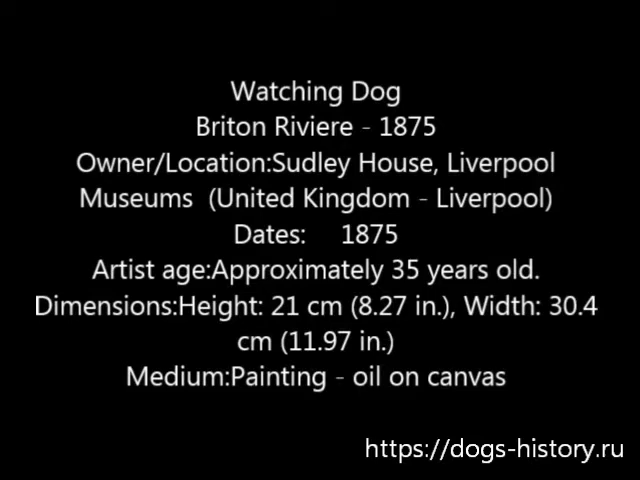 Watching Dog
Briton Riviere - 1875
Owner/Location:Sudley House, Liverpool
Museums  (United Kingdom - Liverpool)
Dates:    1875
Artist age:Approximately 35 years old.
Dimensions:Height: 21 cm (8.27 in.), Width: 30.4
cm (11.97 in.)
Medium:Painting - oil on canvas
https://dogs-history.ru